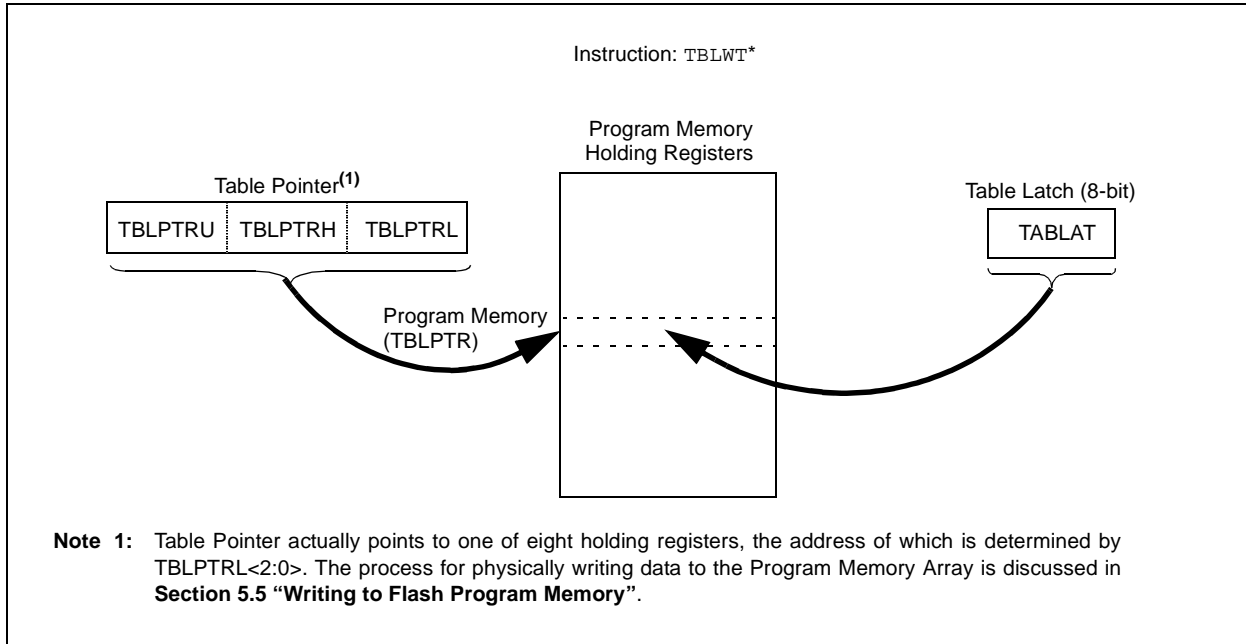 Instruction: TBLWT*
Program Memory
Holding Registers
Table Pointer(1)
Table Latch (8-bit)
TBLPTRU TBLPTRH TBLPTRL
TABLAT
Program Memory
(TBLPTR)
Note 1: Table Pointer actually points to one of eight holding registers, the address of which is determined by
TBLPTRL<2:0>. The process for physically writing data to the Program Memory Array is discussed in
Section 5.5 “Writing to Flash Program Memory”.